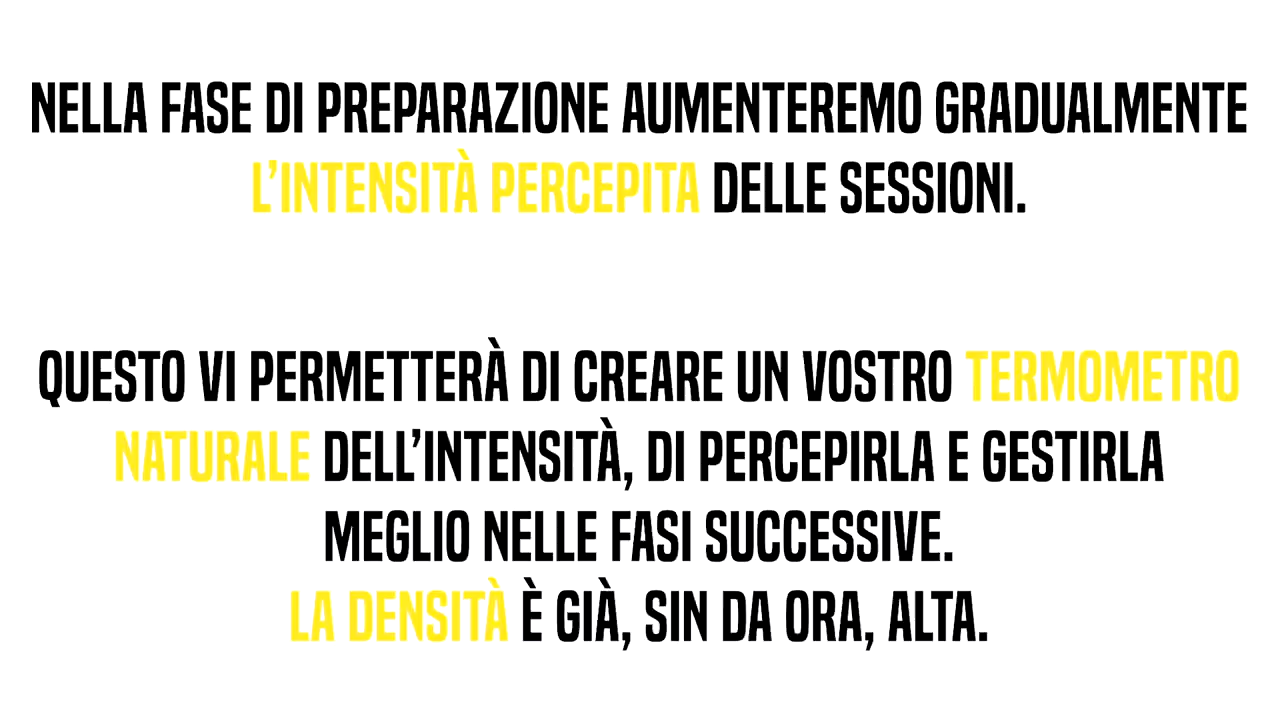 NELLA FASE DI PREPARAZIONE AUMENTEREMO GRADUALMENTE
L'INTENSITÀ PERCEPITA DELLE SESSIONI.
QUESTO VI PERMETTERÀ DI CREARE UN VOSTRO TERMOMETRO
NATURALE DELL'INTENSITÀ, DI PERCEPIRLA E GESTIRLA
MEGLIO NELLE FASI SUCCESSIVE.
LA DENSITÀ È GIÀ, SIN DA ORA, ALTA.